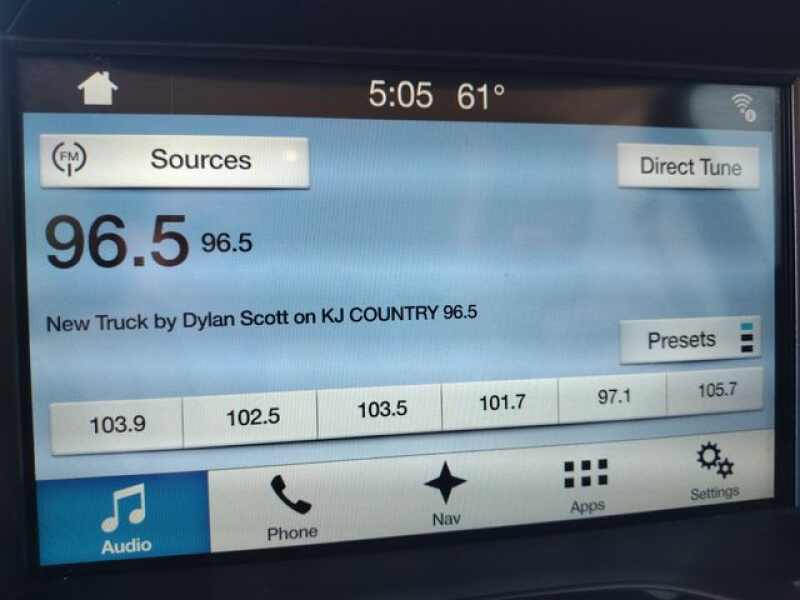 5:05 61°
FM Sources
Direct Tune
96.5 96.5
New Truck by Dylan Scott on KJ COUNTRY 96.5
Presets
103.9 102.5 103.5 101.7 97.1 105.7
Audio Phone Nav Apps Settings